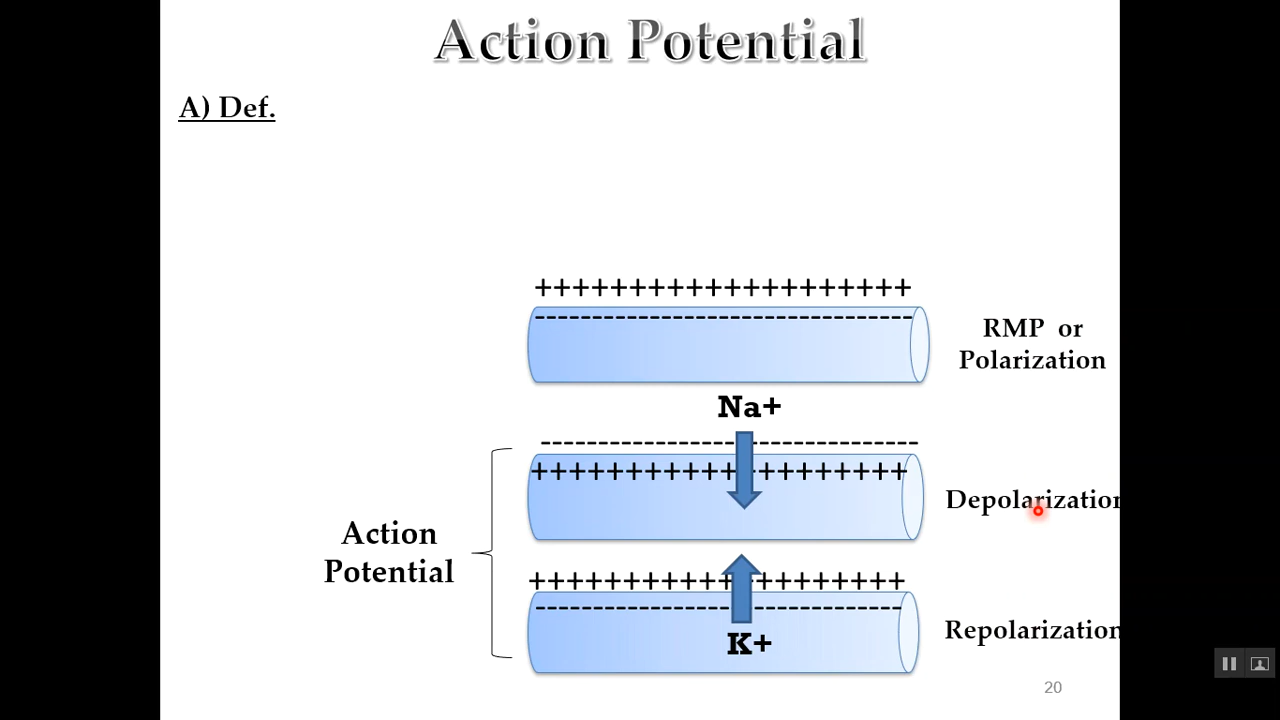 Action Potential
A) Def.
+++++++++++++++++++
RMP or
Polarization
Na+
Depolarization
Action
Potential
Repolarization
K+
20